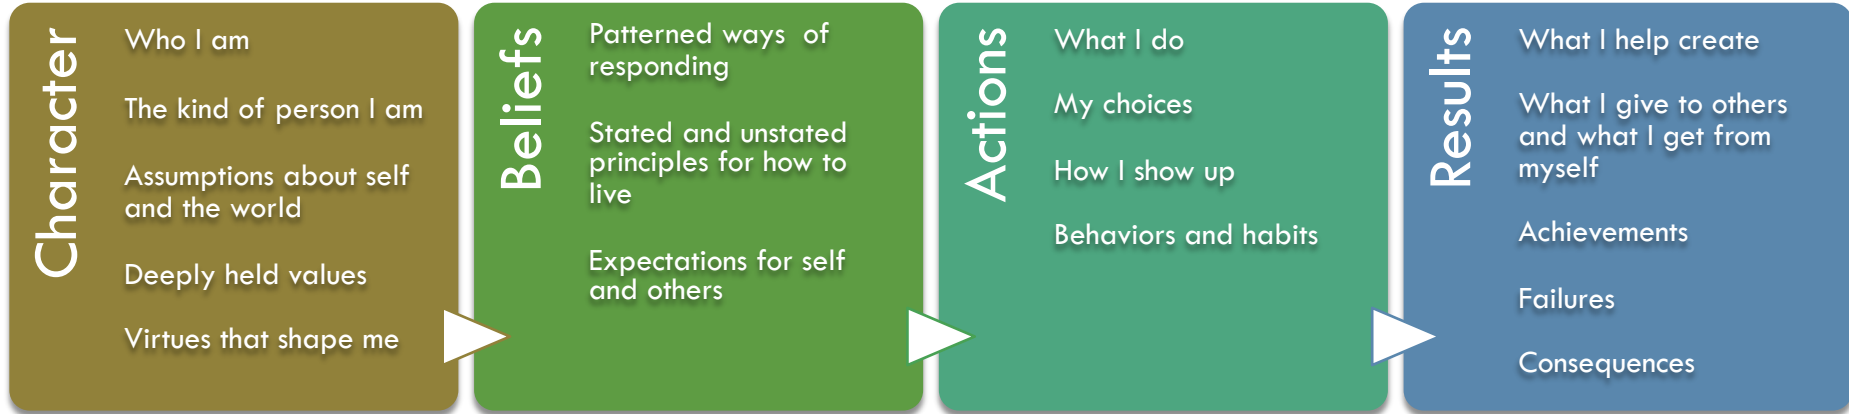 Character
Who I am
The kind of person I am
Assumptions about self
and the world
Deeply held values
Virtues that shape me
Beliefs
Patterned ways of
responding
Stated and unstated
principles for how to
live
Expectations for self
and others
Actions
What I do
My choices
How I show up
Behaviors and habits
Results
What I help create
What I give to others
and what I get from
myself
Achievements
Failures
Consequences